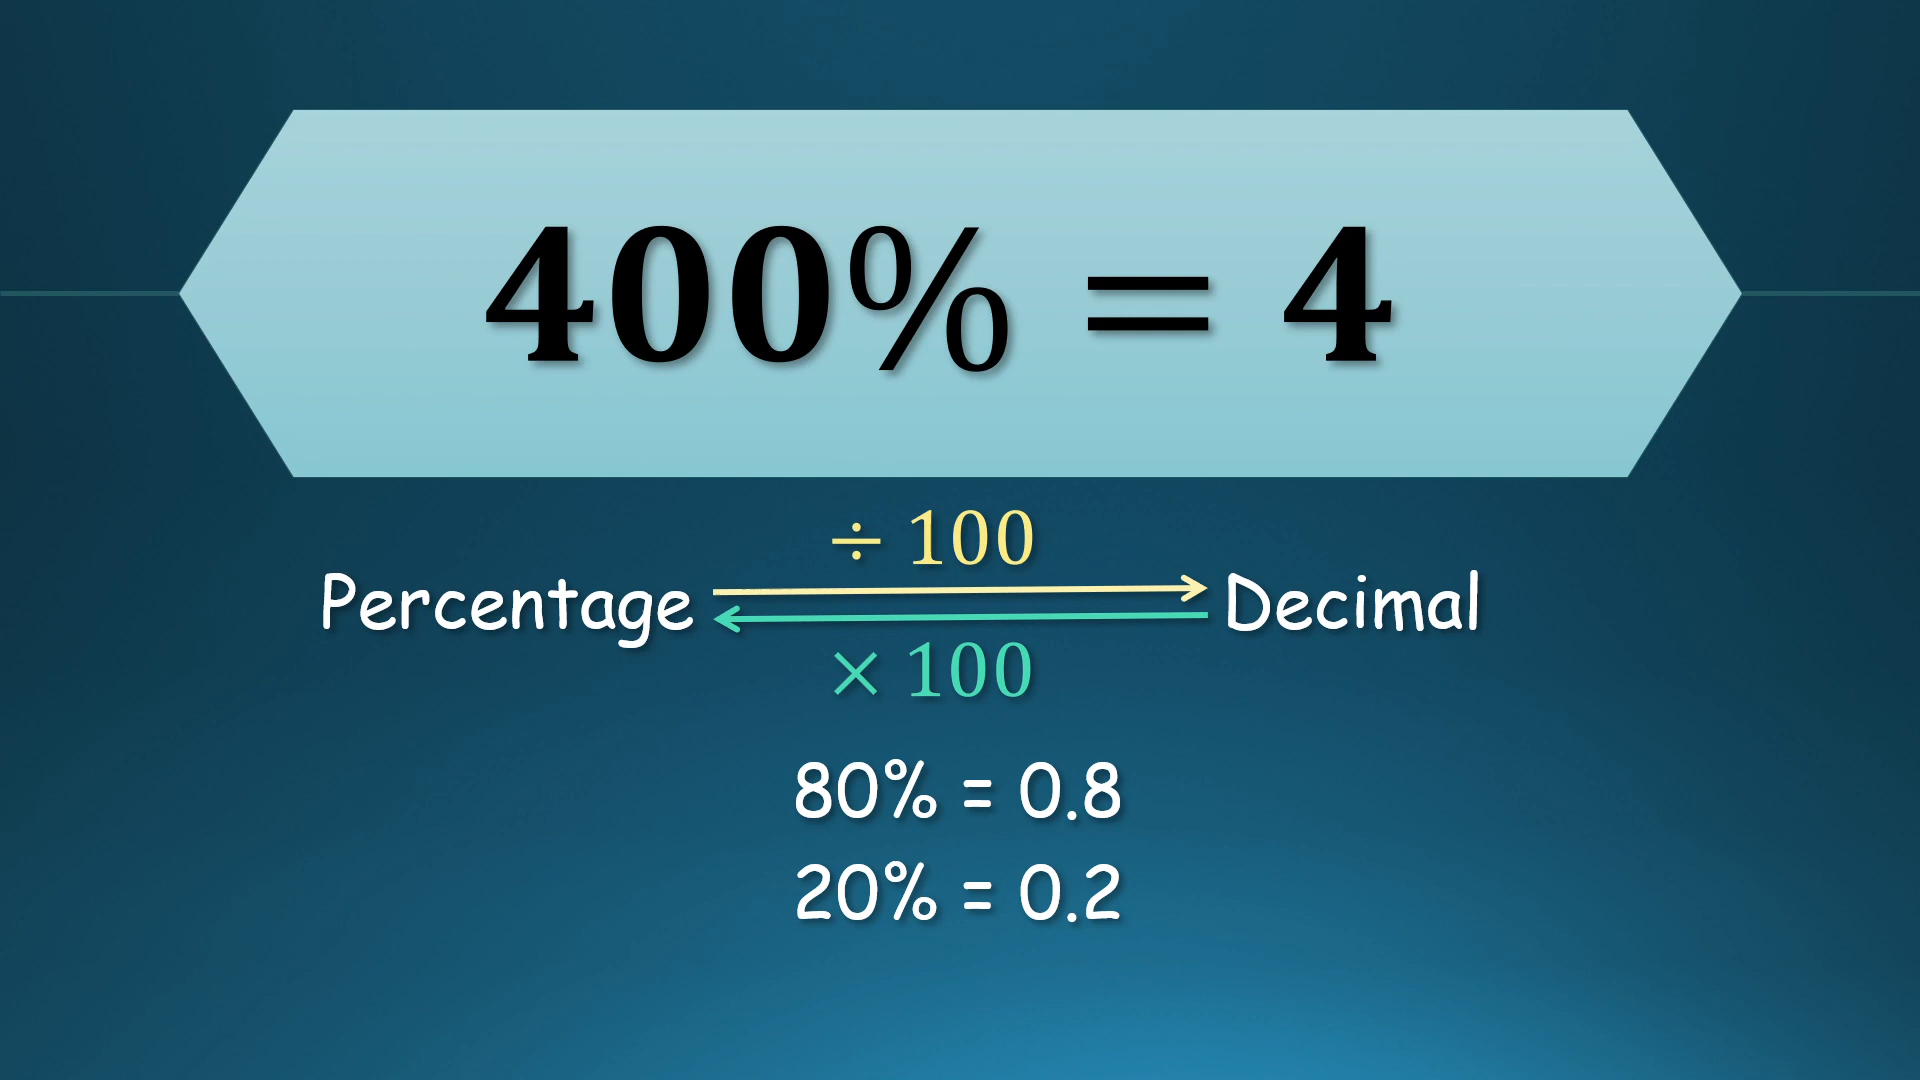 400% = 4
÷ 100
Percentage Decimal
× 100
80% = 0.8
20% = 0.2